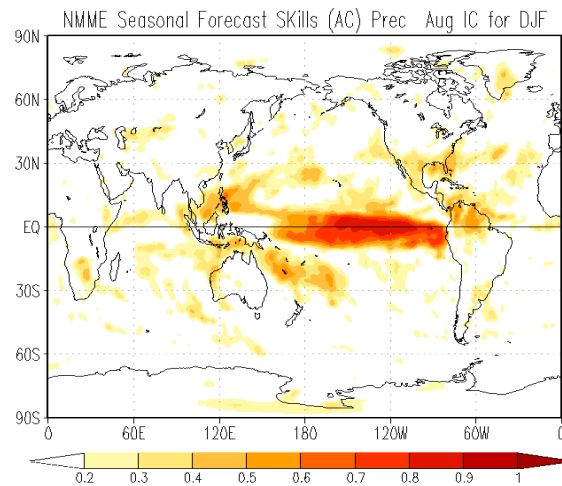 NMME Seasonal Forecast SKills (AC) Prec  Aug IC for DJF
90N
60N
30N
EQ
30S
60S
90S
0 60E 120E 180 120W 60W 0
0.2 0.3 0.4 0.5 0.6 0.7 0.8 0.9 1